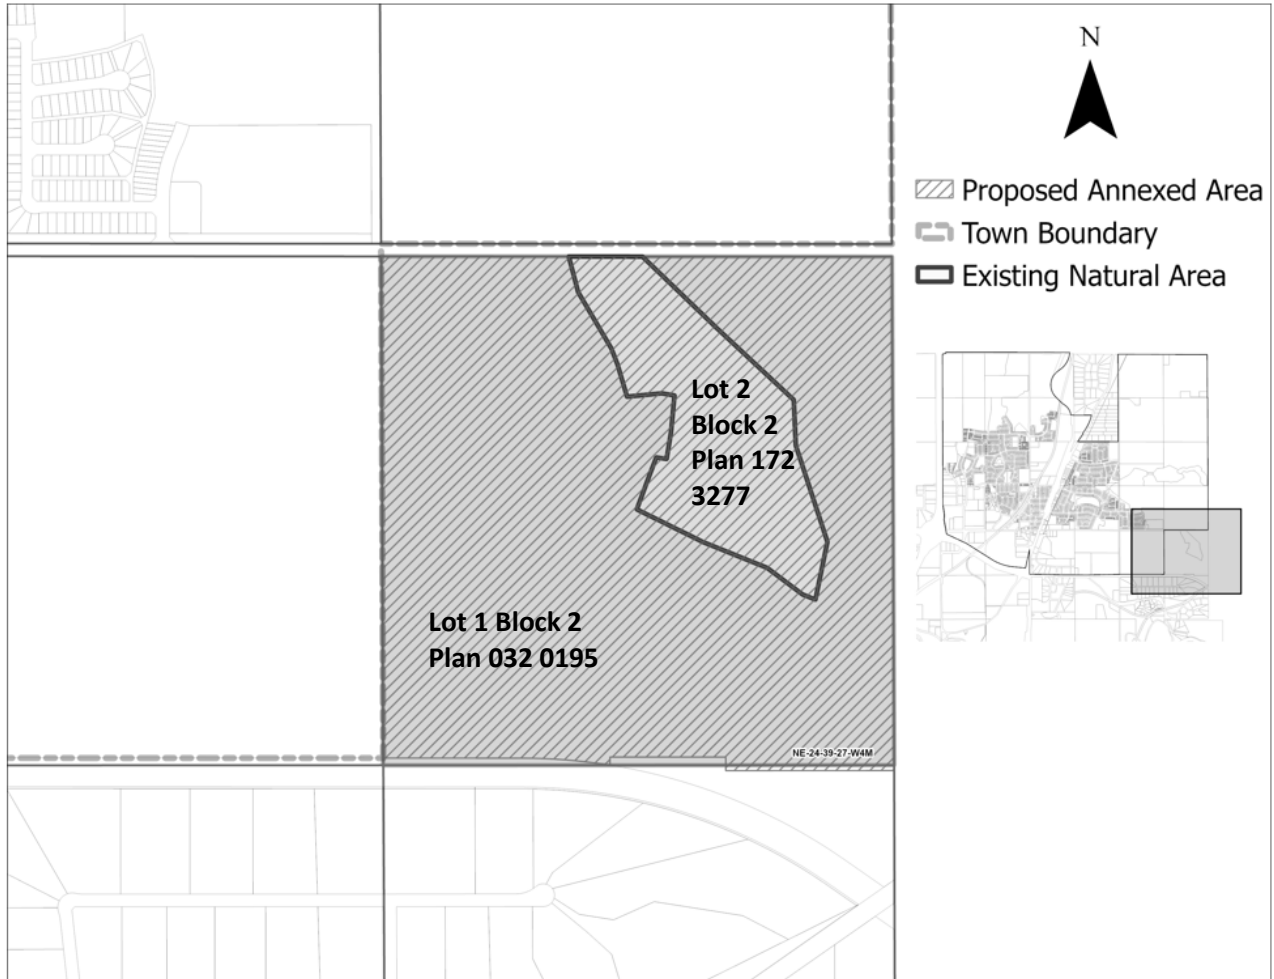 N
Proposed Annexed Area
Town Boundary
Existing Natural Area
Lot 2
Block 2
Plan 172
3277
Lot 1 Block 2
Plan 032 0195
NE-24-39-27-W4M